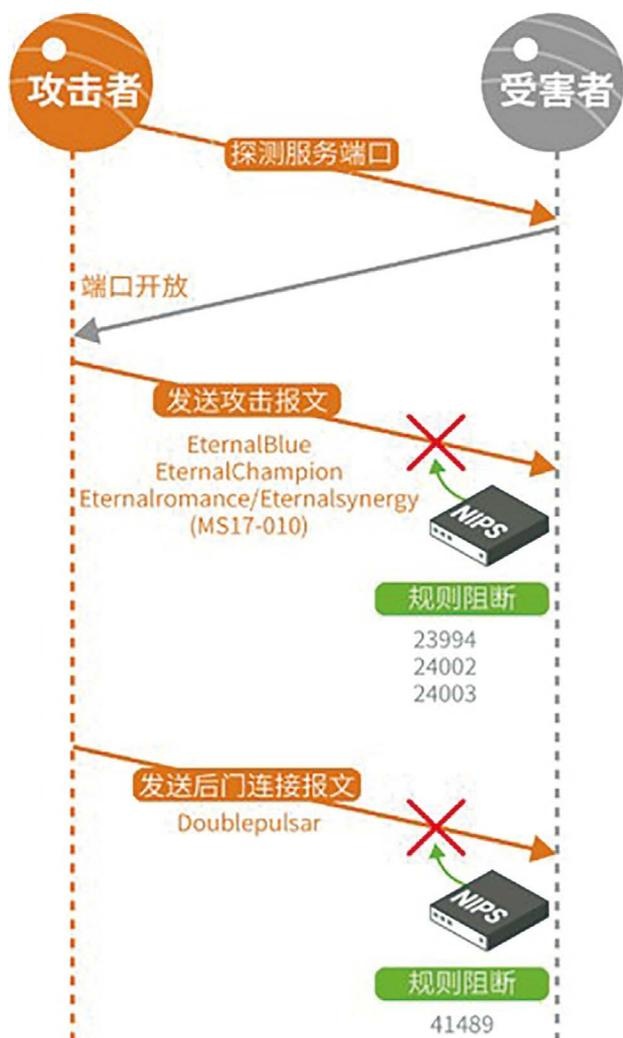 攻击者
受害者
探测服务端口
端口开放
发送攻击报文
EternalBlue
EternalChampion
Eternalromance/Eternalsynergy
(MS17-010)
NIPS
规则阻断
23994
24002
24003
发送后门连接报文
Doublepulsar
NIPS
规则阻断
41489